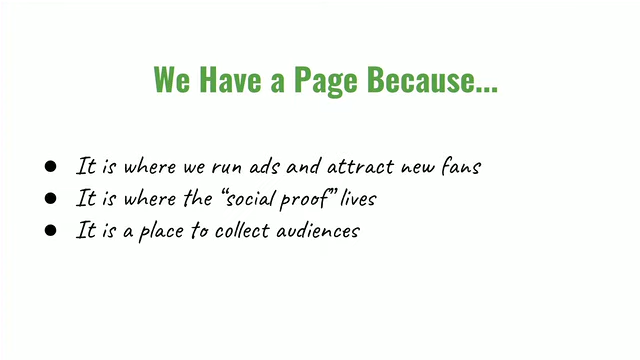 We Have a Page Because...
● It is where we run ads and attract new fans
● It is where the “social proof” lives
● It is a place to collect audiences